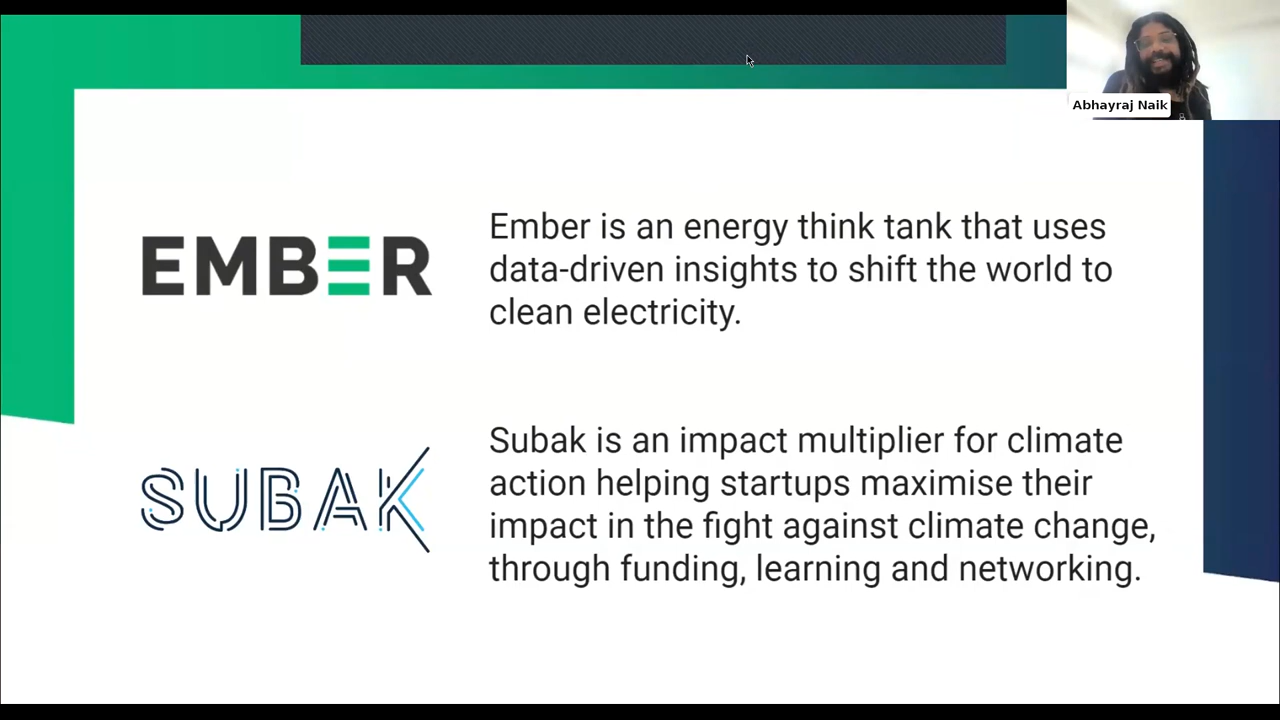 Abhayraj Naik
EMBER
Ember is an energy think tank that uses
data-driven insights to shift the world to
clean electricity.
SUBAK
Subak is an impact multiplier for climate
action helping startups maximise their
impact in the fight against climate change,
through funding, learning and networking.